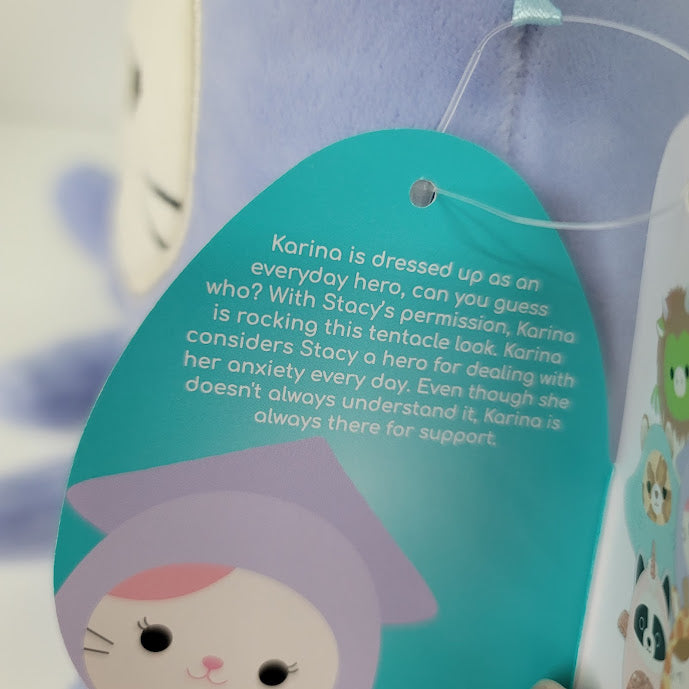 Karina is dressed up as an
everyday hero, can you guess
who? With Stacy's permission, Karina
is rocking this tentacle look. Karina
considers Stacy a hero for dealing with
her anxiety every day. Even though she
doesn't always understand it, Karina is
always there for support.